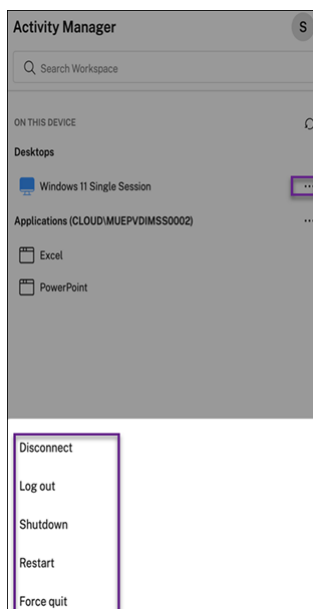 Activity Manager
S
Search Workspace
ON THIS DEVICE
Desktops
Windows 11 Single Session
...
Applications (CLOUD\MUEPVDIMSS0002)
...
Excel
PowerPoint
Disconnect
Log out
Shutdown
Restart
Force quit